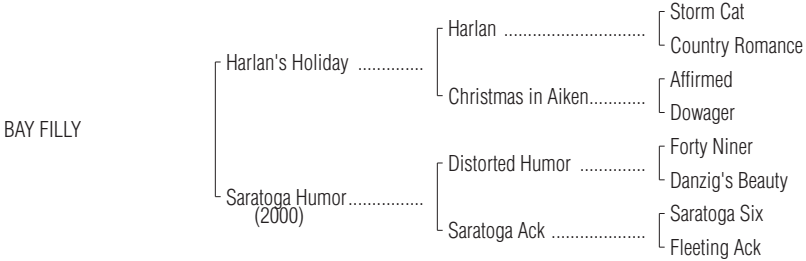 Storm Cat
Harlan ..............................
Country Romance
Harlan's Holiday ..............
Affirmed
Christmas in Aiken............
Dowager
BAY FILLY
Forty Niner
Distorted Humor ..............
Danzig's Beauty
Saratoga Humor................
(2000)
Saratoga Six
Saratoga Ack ....................
Fleeting Ack